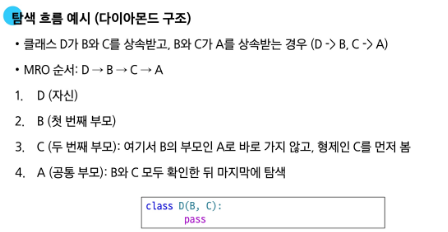 탐색 흐름 예시 (다이아몬드 구조)
• 클래스 D가 B와 C를 상속받고, B와 C가 A를 상속받는 경우 (D -> B, C -> A)
• MRO 순서: D → B → C → A
1. D (자신)
2. B (첫 번째 부모)
3. C (두 번째 부모): 여기서 B의 부모인 A로 바로 가지 않고, 형제인 C를 먼저 봄
4. A (공통 부모): B와 C 모두 확인한 뒤 마지막에 탐색
class D(B, C):
pass